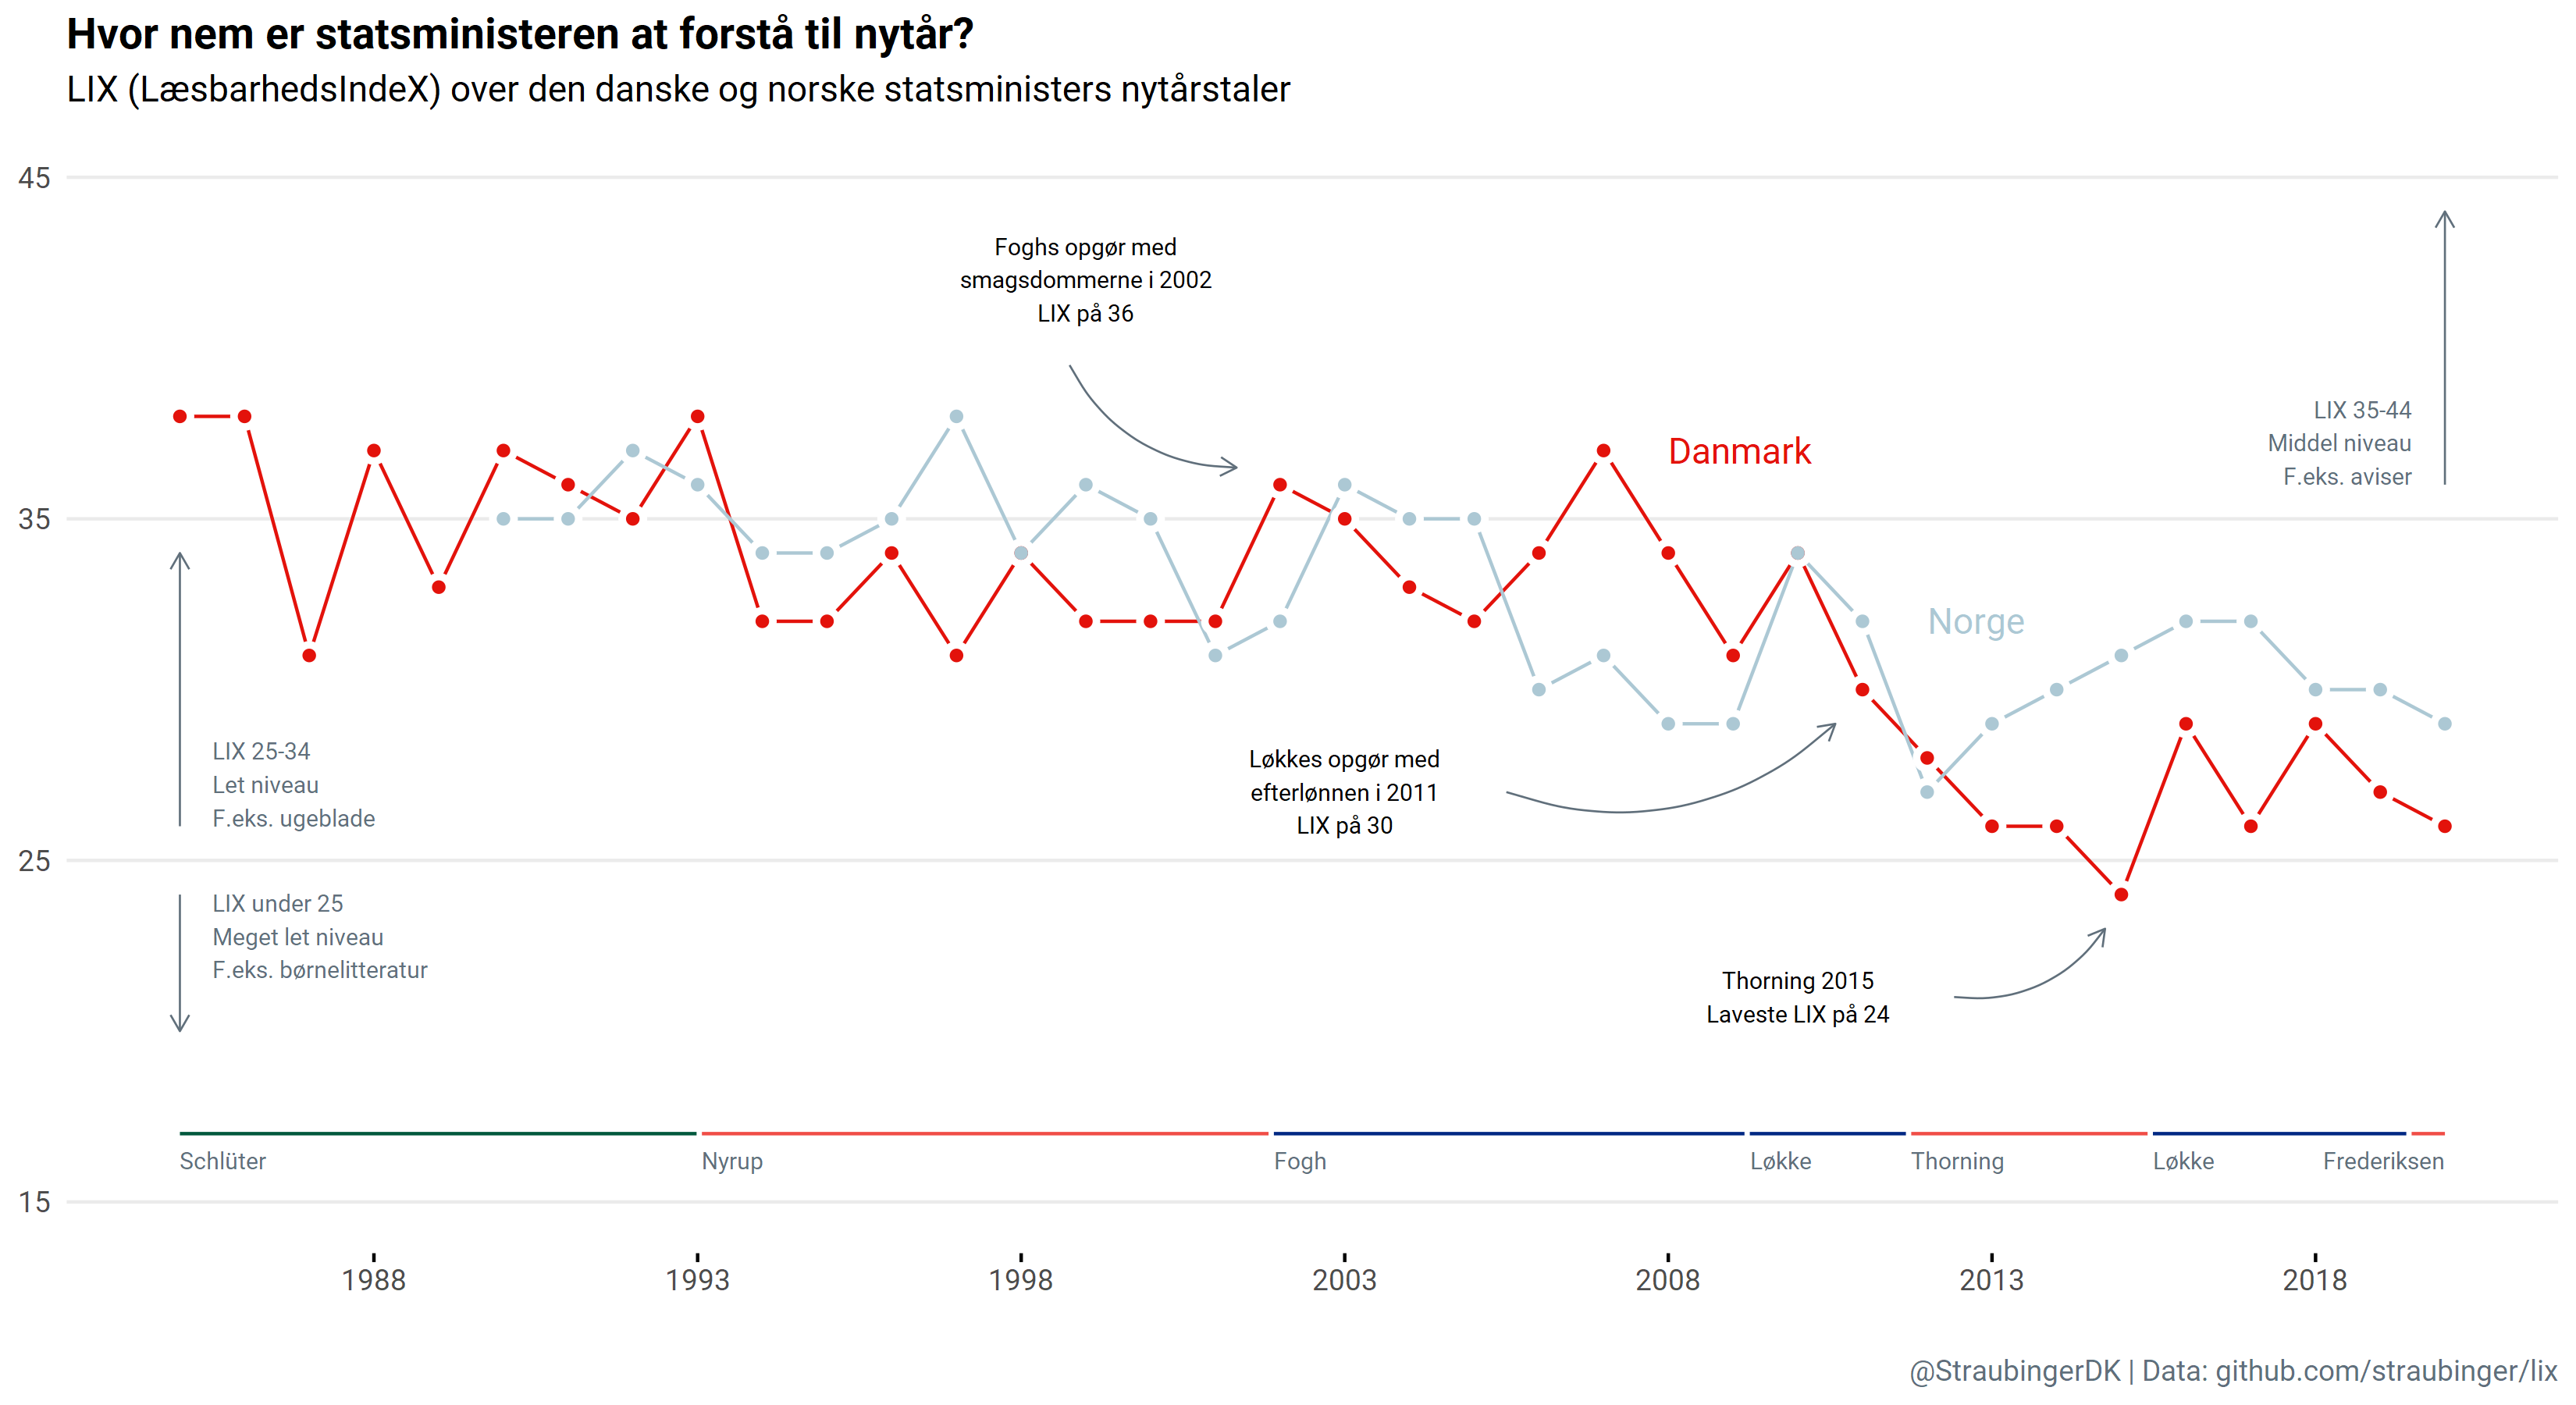 Hvor nem er statsministeren at forstå til nytår?
LIX (LæsbarhedsIndeX) over den danske og norske statsministers nytårstaler
45
35
25
15
Foghs opgør med
smagsdommerne i 2002
LIX på 36
LIX 35-44
Middel niveau
F.eks. aviser
Danmark
Norge
LIX 25-34
Let niveau
F.eks. ugeblade
Løkkes opgør med
efterlønnen i 2011
LIX på 30
LIX under 25
Meget let niveau
F.eks. børnelitteratur
Thorning 2015
Laveste LIX på 24
Schlüter
Nyrup
Fogh
Løkke
Thorning
Løkke
Frederiksen
1988
1993
1998
2003
2008
2013
2018
@StraubingerDK | Data: github.com/straubinger/lix